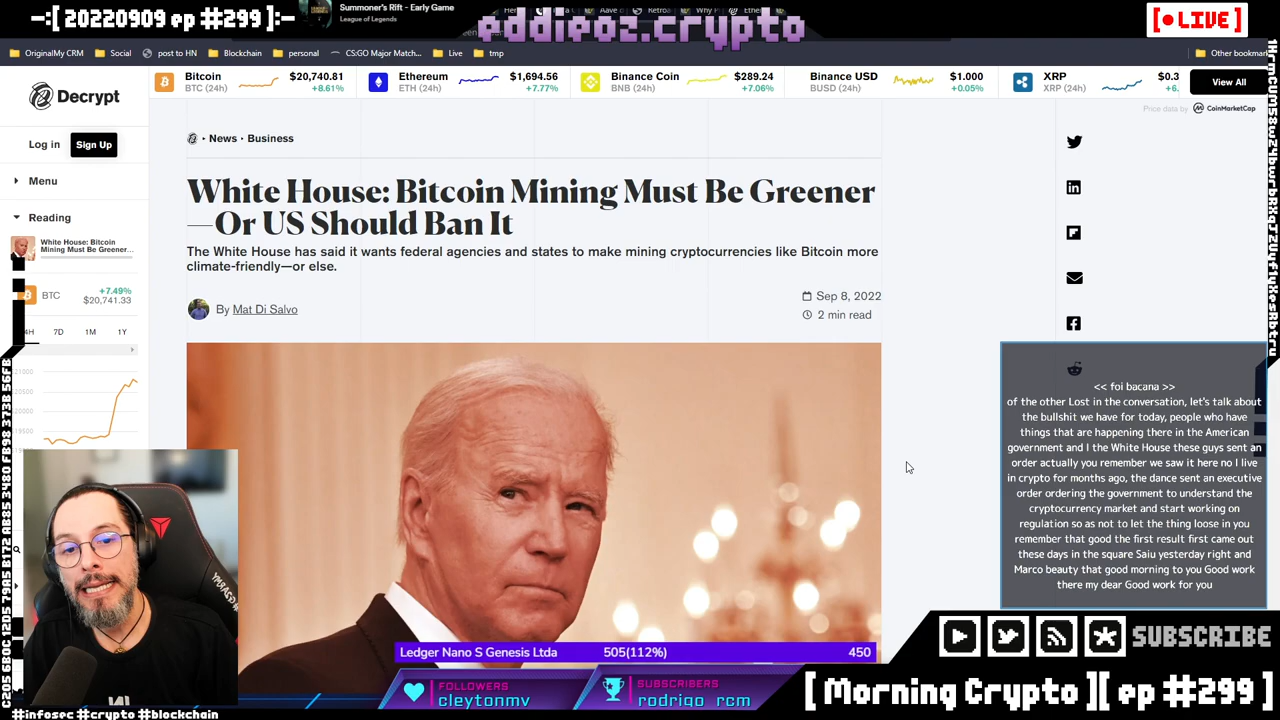 -:[ 20220909 ep #299 ]:-
Summoner's Rift - Early Game
League of Legends
eddieoz.crypto
[ LIVE ]
OriginalMy CRM
Social
post to HN
Blockchain
personal
CS:GO Major Match...
Live
tmp
Other bookmar
Decrypt
Bitcoin
BTC (24h)
$20,740.81
+8.61%
Ethereum
ETH (24h)
$1,694.56
+7.77%
Binance Coin
BNB (24h)
$289.24
+7.06%
Binance USD
BUSD (24h)
$1.000
+0.05%
XRP
XRP (24h)
$0.3
+6.
View All
Price data by CoinMarketCap
Log in
Sign Up
Menu
Reading
White House: Bitcoin
Mining Must Be Greener...
BTC
+7.49%
$20,741.33
4H
7D
1M
1Y
21000
20000
News · Business
White House: Bitcoin Mining Must Be Greener
—Or US Should Ban It
The White House has said it wants federal agencies and states to make mining cryptocurrencies like Bitcoin more
climate-friendly—or else.
By Mat Di Salvo
Sep 8, 2022
2 min read
<< foi bacana >>
of the other Lost in the conversation, let's talk about
the bullshit we have for today, people who have
things that are happening there in the American
government and I the White House these guys sent an
order actually you remember we saw it here no I live
in crypto for months ago, the dance sent an executive
order ordering the government to understand the
cryptocurrency market and start working on
regulation so as not to let the thing loose in you
remember that good the first result first came out
these days in the square Saiu yesterday right and
Marco beauty that good morning to you Good work
there my dear Good work for you
Ledger Nano S Genesis Ltda
505(112%)
450
FOLLOWERS
cleytonmv
SUBSCRIBERS
rodrigo_rcm
SUBSCRIBE
[ Morning Crypto ][ ep #299 ]
#infosec #crypto #blockchain